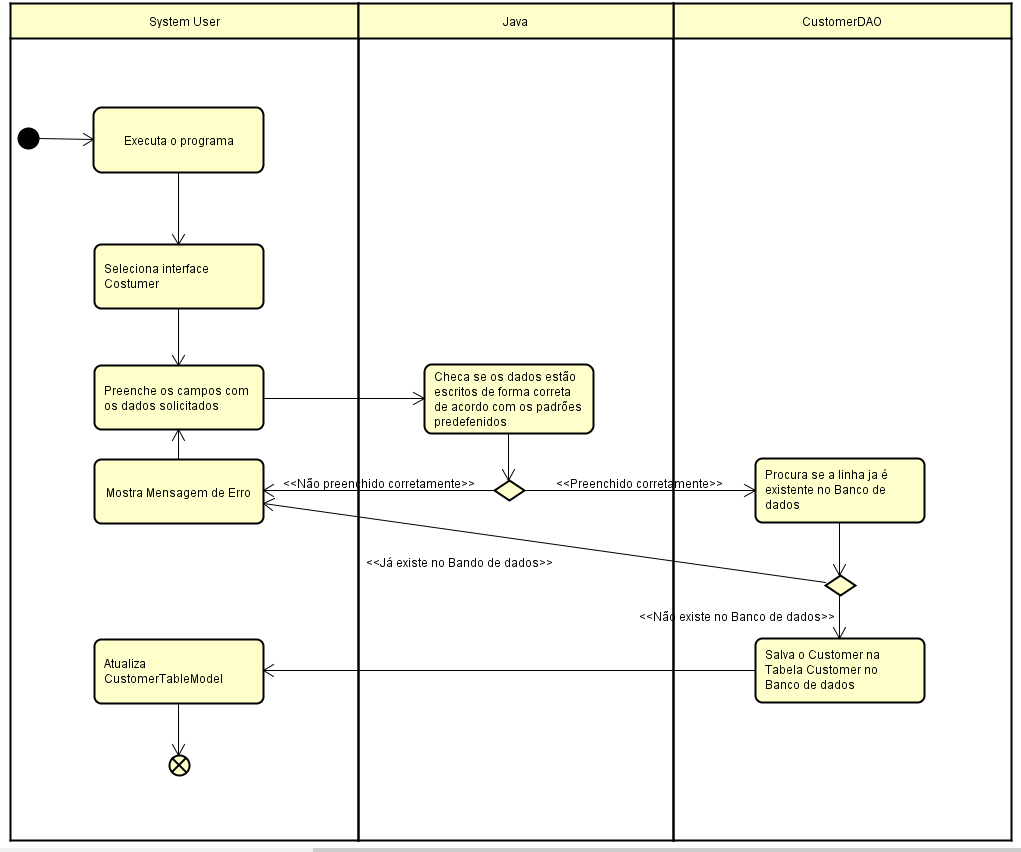 System User
Java
CustomerDAO
Executa o programa
Seleciona interface
Costumer
Preenche os campos com
os dados solicitados
Checa se os dados estão
escritos de forma correta
de acordo com os padrões
predefenidos
Mostra Mensagem de Erro
<<Não preenchido corretamente>>
<<Preenchido corretamente>>
Procura se a linha ja é
existente no Banco de
dados
<<Já existe no Bando de dados>>
<<Não existe no Banco de dados>>
Atualiza
CustomerTableModel
Salva o Customer na
Tabela Customer no
Banco de dados